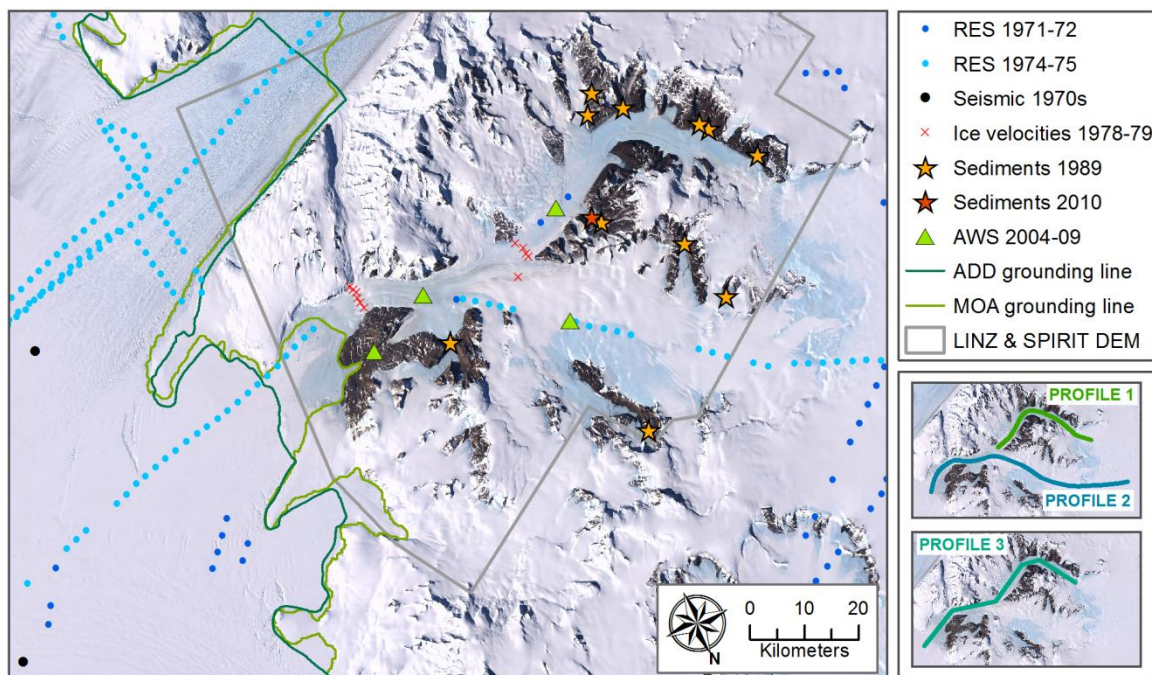 RES 1971-72
RES 1974-75
Seismic 1970s
Ice velocities 1978-79
Sediments 1989
Sediments 2010
AWS 2004-09
ADD grounding line
MOA grounding line
LINZ & SPIRIT DEM
PROFILE 1
PROFILE 2
PROFILE 3
N
0 10 20
Kilometers